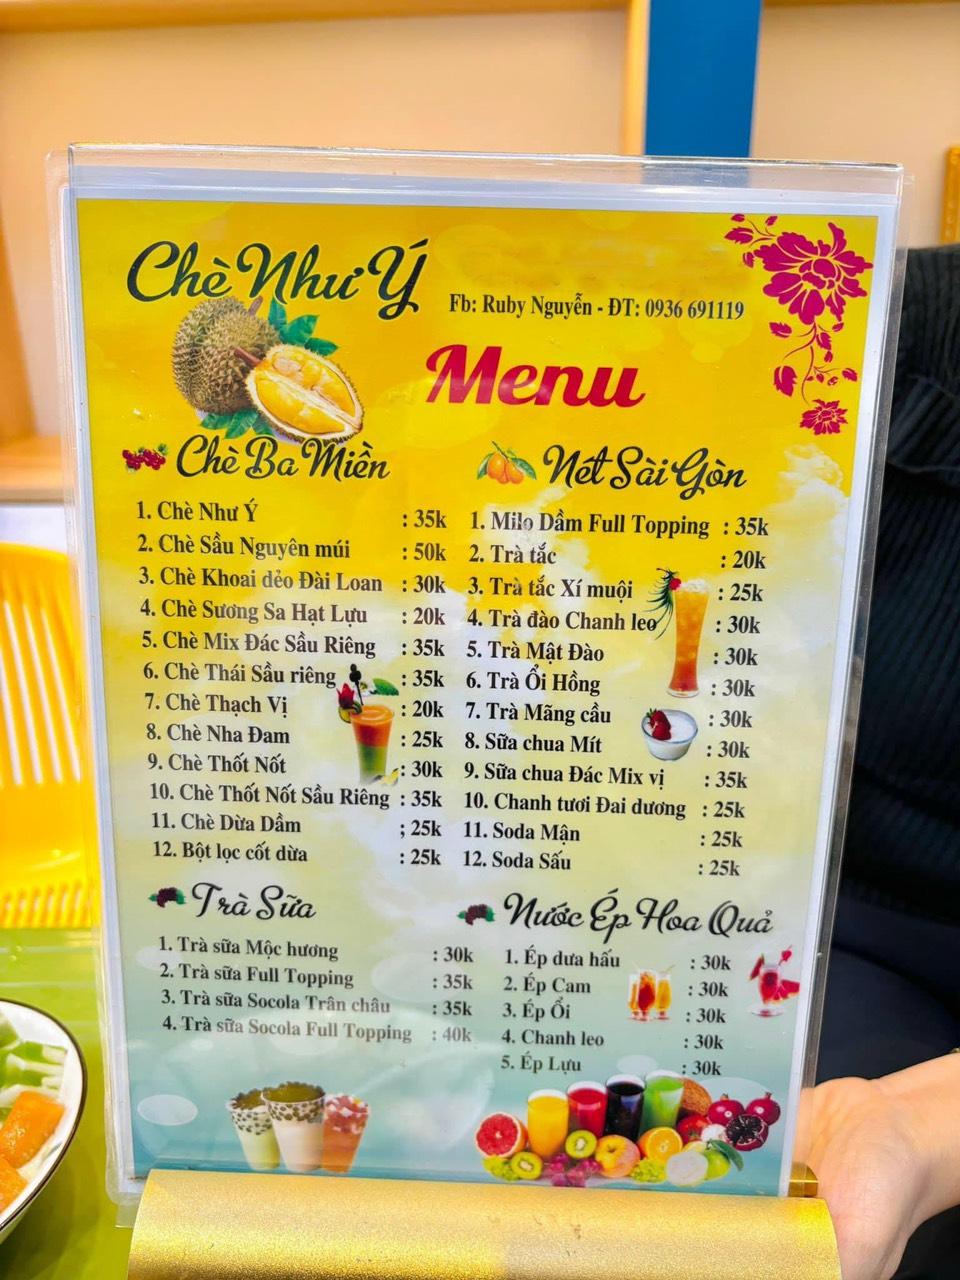 Chè Như Ý
Fb: Ruby Nguyễn - ĐT: 0936 691119
Menu
Chè Ba Miền
1. Chè Như Ý : 35k
2. Chè Sầu Nguyên múi : 50k
3. Chè Khoai dẻo Đài Loan : 30k
4. Chè Sương Sa Hạt Lựu : 20k
5. Chè Mix Đác Sầu Riêng : 35k
6. Chè Thái Sầu riêng : 35k
7. Chè Thạch Vị : 20k
8. Chè Nha Đam : 25k
9. Chè Thốt Nốt : 30k
10. Chè Thốt Nốt Sầu Riêng : 35k
11. Chè Dừa Dầm ; 25k
12. Bột lọc cốt dừa : 25k
Nét Sài Gòn
1. Milo Dầm Full Topping : 35k
2. Trà tắc : 20k
3. Trà tắc Xí muội : 25k
4. Trà đào Chanh leo : 30k
5. Trà Mật Đào : 30k
6. Trà Ổi Hồng : 30k
7. Trà Mãng cầu : 30k
8. Sữa chua Mít : 30k
9. Sữa chua Đác Mix vị : 35k
10. Chanh tươi Đai dương : 25k
11. Soda Mận : 25k
12. Soda Sấu : 25k
Trà Sữa
1. Trà sữa Mộc hương : 30k
2. Trà sữa Full Topping : 35k
3. Trà sữa Socola Trân châu : 35k
4. Trà sữa Socola Full Topping : 40k
Nước Ép Hoa Quả
1. Ép dưa hấu : 30k
2. Ép Cam : 30k
3. Ép Ổi : 30k
4. Chanh leo : 30k
5. Ép Lựu : 30k